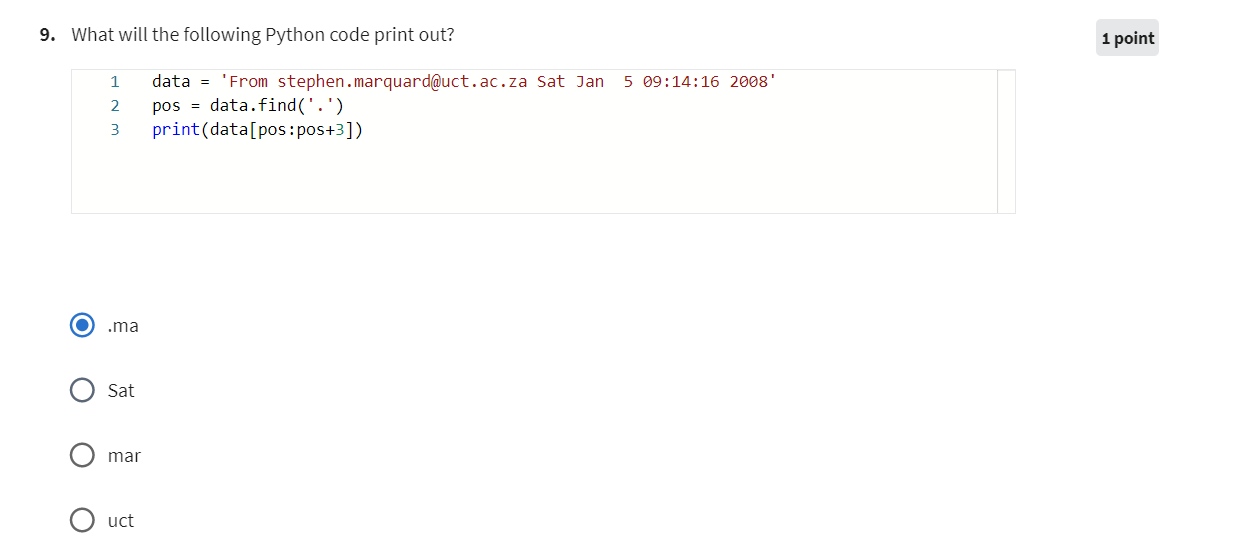 9. What will the following Python code print out?
1 point
1 data = 'From stephen.marquard@uct.ac.za Sat Jan  5 09:14:16 2008'
2 pos = data.find('.')
3 print(data[pos:pos+3])
.ma
Sat
mar
uct